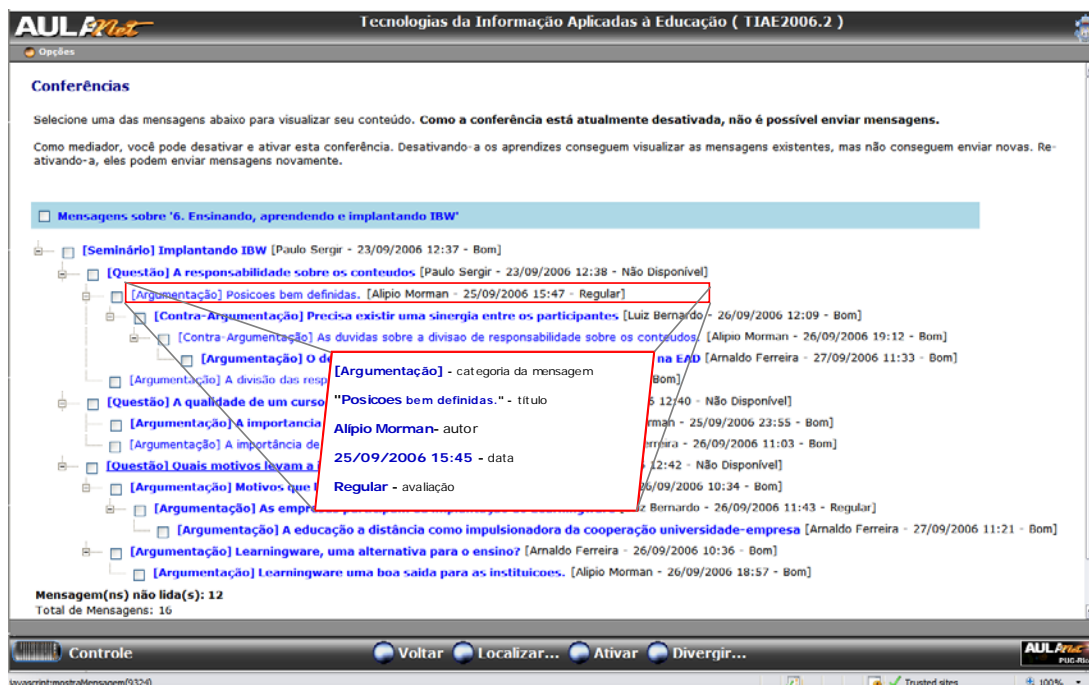 AULANet
Tecnologias da Informação Aplicadas à Educação ( TIAE2006.2 )
Opções
Conferências
Selecione uma das mensagens abaixo para visualizar seu conteúdo. Como a conferência está atualmente desativada, não é possível enviar mensagens.
Como mediador, você pode desativar e ativar esta conferência. Desativando-a os aprendizes conseguem visualizar as mensagens existentes, mas não conseguem enviar novas. Re-
ativando-a, eles podem enviar mensagens novamente.
Mensagens sobre '6. Ensinando, aprendendo e implantando IBW'
[Seminário] Implantando IBW [Paulo Sergir - 23/09/2006 12:37 - Bom]
[Questão] A responsabilidade sobre os conteudos [Paulo Sergir - 23/09/2006 12:38 - Não Disponível]
[Argumentação] Posicoes bem definidas. [Alipio Morman - 25/09/2006 15:47 - Regular]
[Contra-Argumentação] Precisa existir uma sinergia entre os participantes [Luiz Bernardo - 26/09/2006 12:09 - Bom]
[Contra-Argumentação] As duvidas sobre a divisao de responsabilidade sobre os conteudos. [Alipio Morman - 26/09/2006 19:12 - Bom]
[Argumentação] O na EAD [Arnaldo Ferreira - 27/09/2006 11:33 - Bom]
[Argumentação] A divisão das Bom]
[Questão] A qualidade de um curso 12:40 - Não Disponível]
[Argumentação] A importancia - 25/09/2006 23:55 - Bom]
[Argumentação] A importância de - 26/09/2006 11:03 - Bom]
[Questão] Quais motivos levam a 12:42 - Não Disponível]
[Argumentação] Motivos que 10:34 - Bom]
[Argumentação] As Bernardo - 26/09/2006 11:43 - Regular]
[Argumentação] A educação a distância como impulsionadora da cooperação universidade-empresa [Arnaldo Ferreira - 27/09/2006 11:21 - Bom]
[Argumentação] Learningware, uma alternativa para o ensino? [Arnaldo Ferreira - 26/09/2006 10:36 - Bom]
[Argumentação] Learningware uma boa saida para as instituicoes. [Alipio Morman - 26/09/2006 18:57 - Bom]
[Argumentação] - categoria da mensagem
"Posicoes bem definidas." - título
Alípio Morman- autor
25/09/2006 15:45 - data
Regular - avaliação
Mensagem(ns) não lida(s): 12
Total de Mensagens: 16
Controle
Voltar
Localizar...
Ativar
Divergir...
AULANet
PUC-Rio
Trusted sites
100%